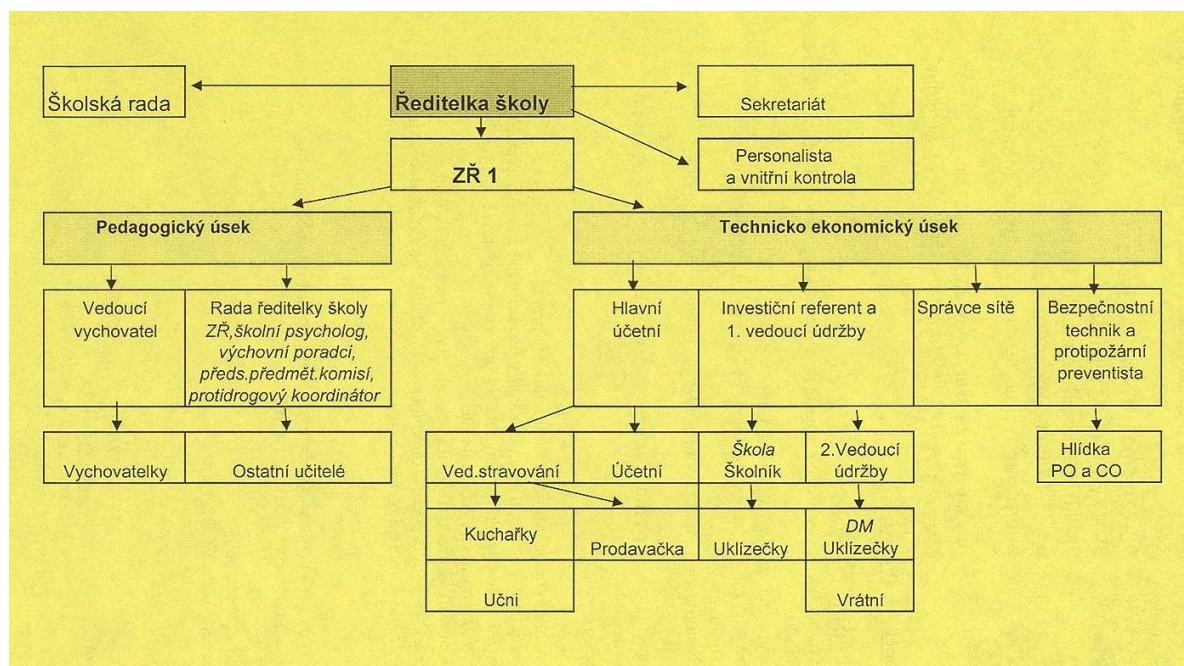 Školská rada
Ředitelka školy
Sekretariát
ZŘ 1
Personalista
a vnitřní kontrola
Pedagogický úsek
Technicko ekonomický úsek
Vedoucí
vychovatel
Rada ředitelky školy
ZŘ,školní psycholog,
výchovní poradci,
předs.předmět.komisí,
protidrogový koordinátor
Hlavní
účetní
Investiční referent a
1. vedoucí údržby
Správce sítě
Bezpečnostní
technik a
protipožární
preventista
Vychovatelky
Ostatní učitelé
Ved.stravování
Účetní
Škola
Školník
2.Vedoucí
údržby
Hlídka
PO a CO
Kuchařky
Prodavačka
Uklízečky
DM
Uklízečky
Učni
Vrátní